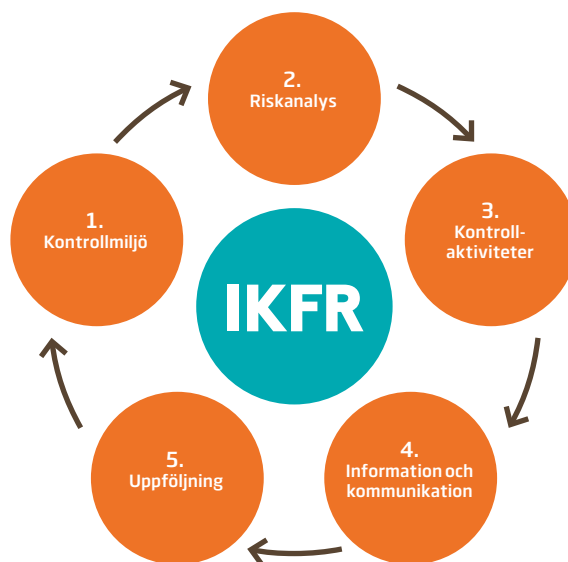 1.
Kontrollmiljö
2.
Riskanalys
3.
Kontroll-
aktiviteter
4.
Information och
kommunikation
5.
Uppföljning
IKFR